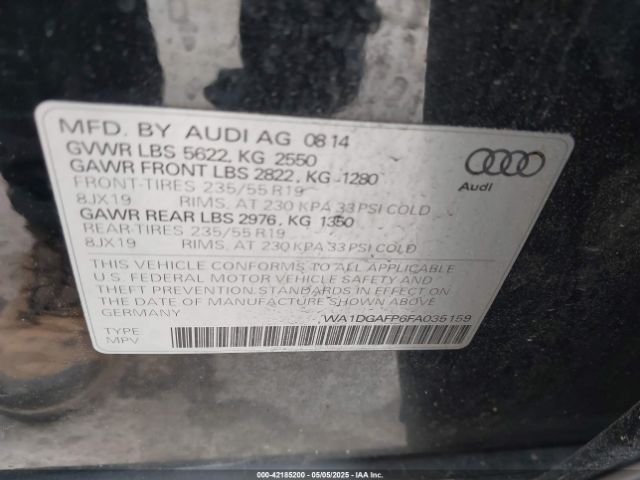 MFD. BY AUDI AG 08 14
GVWR LBS 5622, KG 2550
GAWR FRONT LBS 2822, KG 1280
FRONT-TIRES 235/55 R19
8JX19 RIMS, AT 230 KPA 33 PSI COLD
GAWR REAR LBS 2976, KG 1350
REAR-TIRES 235/55 R19
8JX19 RIMS, AT 230 KPA 33 PSI COLD
Audi
THIS VEHICLE CONFORMS TO ALL APPLICABLE
U.S. FEDERAL MOTOR VEHICLE SAFETY AND
THEFT PREVENTION STANDARDS IN EFFECT ON
THE DATE OF MANUFACTURE SHOWN ABOVE
GERMANY
WA1DGAFP6FA035159
TYPE
MPV
000-42185200 - 05/05/2025 - IAAI.COM